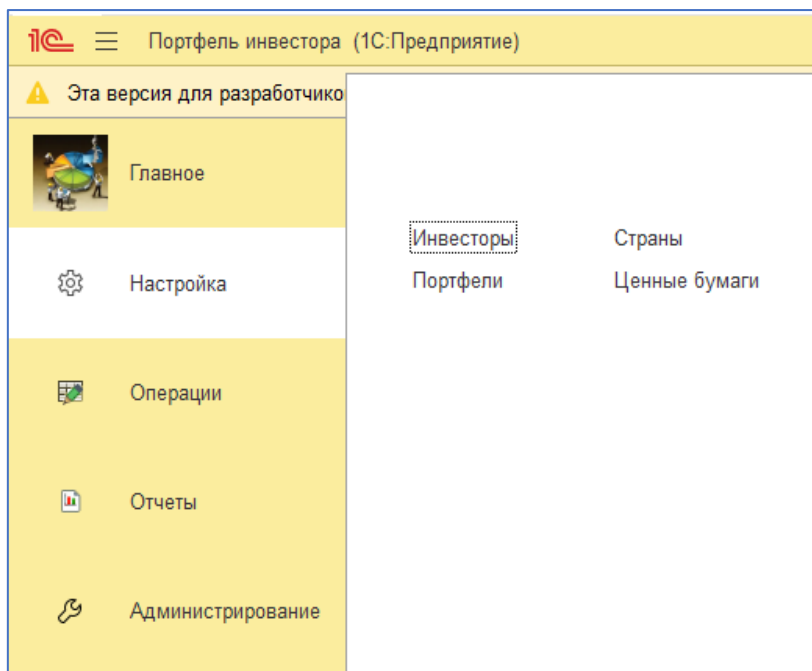 1С Портфель инвестора (1С:Предприятие)
Эта версия для разработчико
Главное
Инвесторы Страны
Настройка Портфели Ценные бумаги
Операции
Отчеты
Администрирование